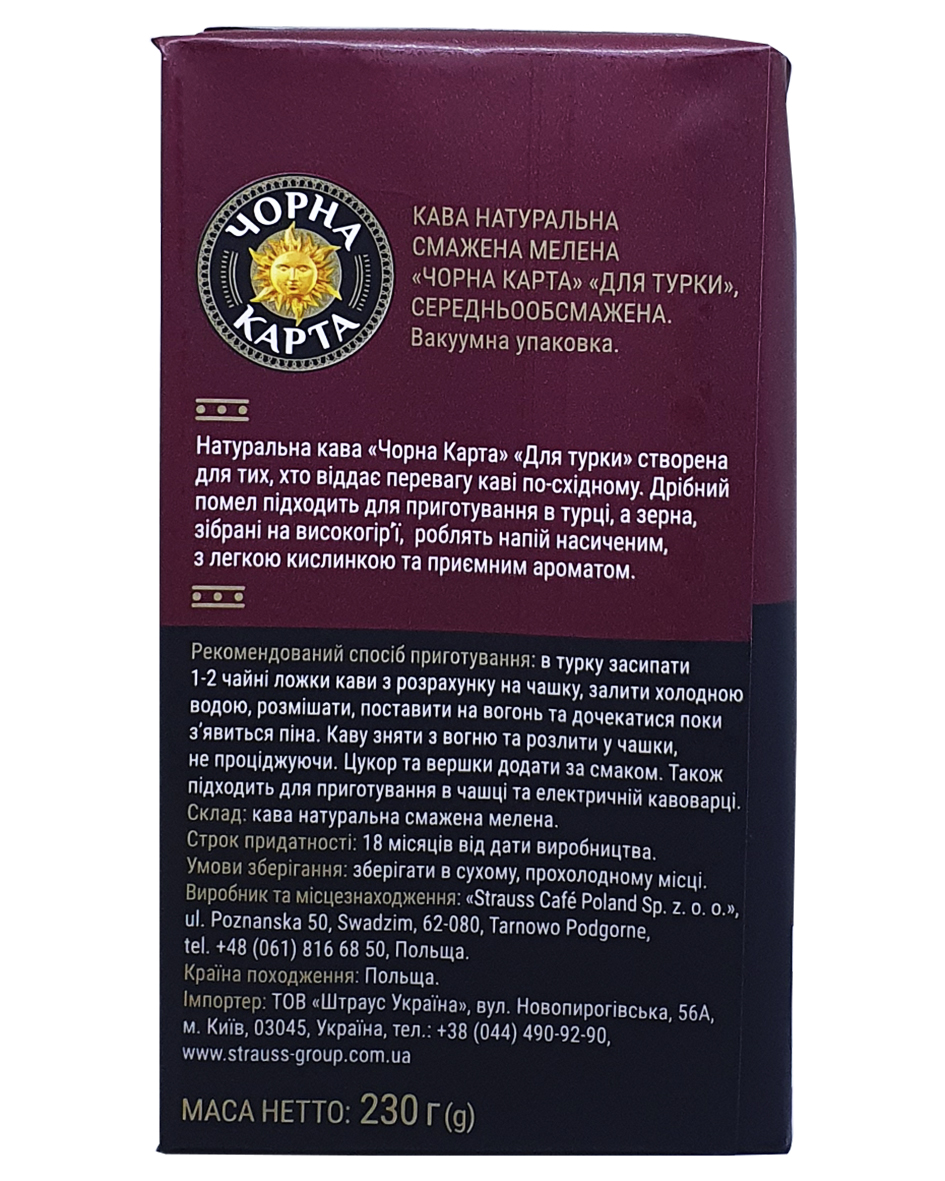 ЧОРНА
КАРТА
КАВА НАТУРАЛЬНА
СМАЖЕНА МЕЛЕНА
«ЧОРНА КАРТА» «ДЛЯ ТУРКИ»,
СЕРЕДНЬООБСМАЖЕНА.
Вакуумна упаковка.
Натуральна кава «Чорна Карта» «Для турки» створена
для тих, хто віддає перевагу каві по-східному. Дрібний
помел підходить для приготування в турці, а зерна,
зібрані на високогір’ї, роблять напій насиченим,
з легкою кислинкою та приємним ароматом.
Рекомендований спосіб приготування: в турку засипати
1-2 чайні ложки кави з розрахунку на чашку, залити холодною
водою, розмішати, поставити на вогонь та дочекатися поки
з’явиться піна. Каву зняти з вогню та розлити у чашки,
не проціджуючи. Цукор та вершки додати за смаком. Також
підходить для приготування в чашці та електричній кавоварці.
Склад: кава натуральна смажена мелена.
Строк придатності: 18 місяців від дати виробництва.
Умови зберігання: зберігати в сухому, прохолодному місці.
Виробник та місцезнаходження: «Strauss Café Poland Sp. z. o. o.»,
ul. Poznanska 50, Swadzim, 62-080, Tarnowo Podgorne,
tel. +48 (061) 816 68 50, Польща.
Країна походження: Польща.
Імпортер: ТОВ «Штраус Україна», вул. Новопирогівська, 56А,
м. Київ, 03045, Україна, тел.: +38 (044) 490-92-90,
www.strauss-group.com.ua
МАСА НЕТТО: 230 г (g)